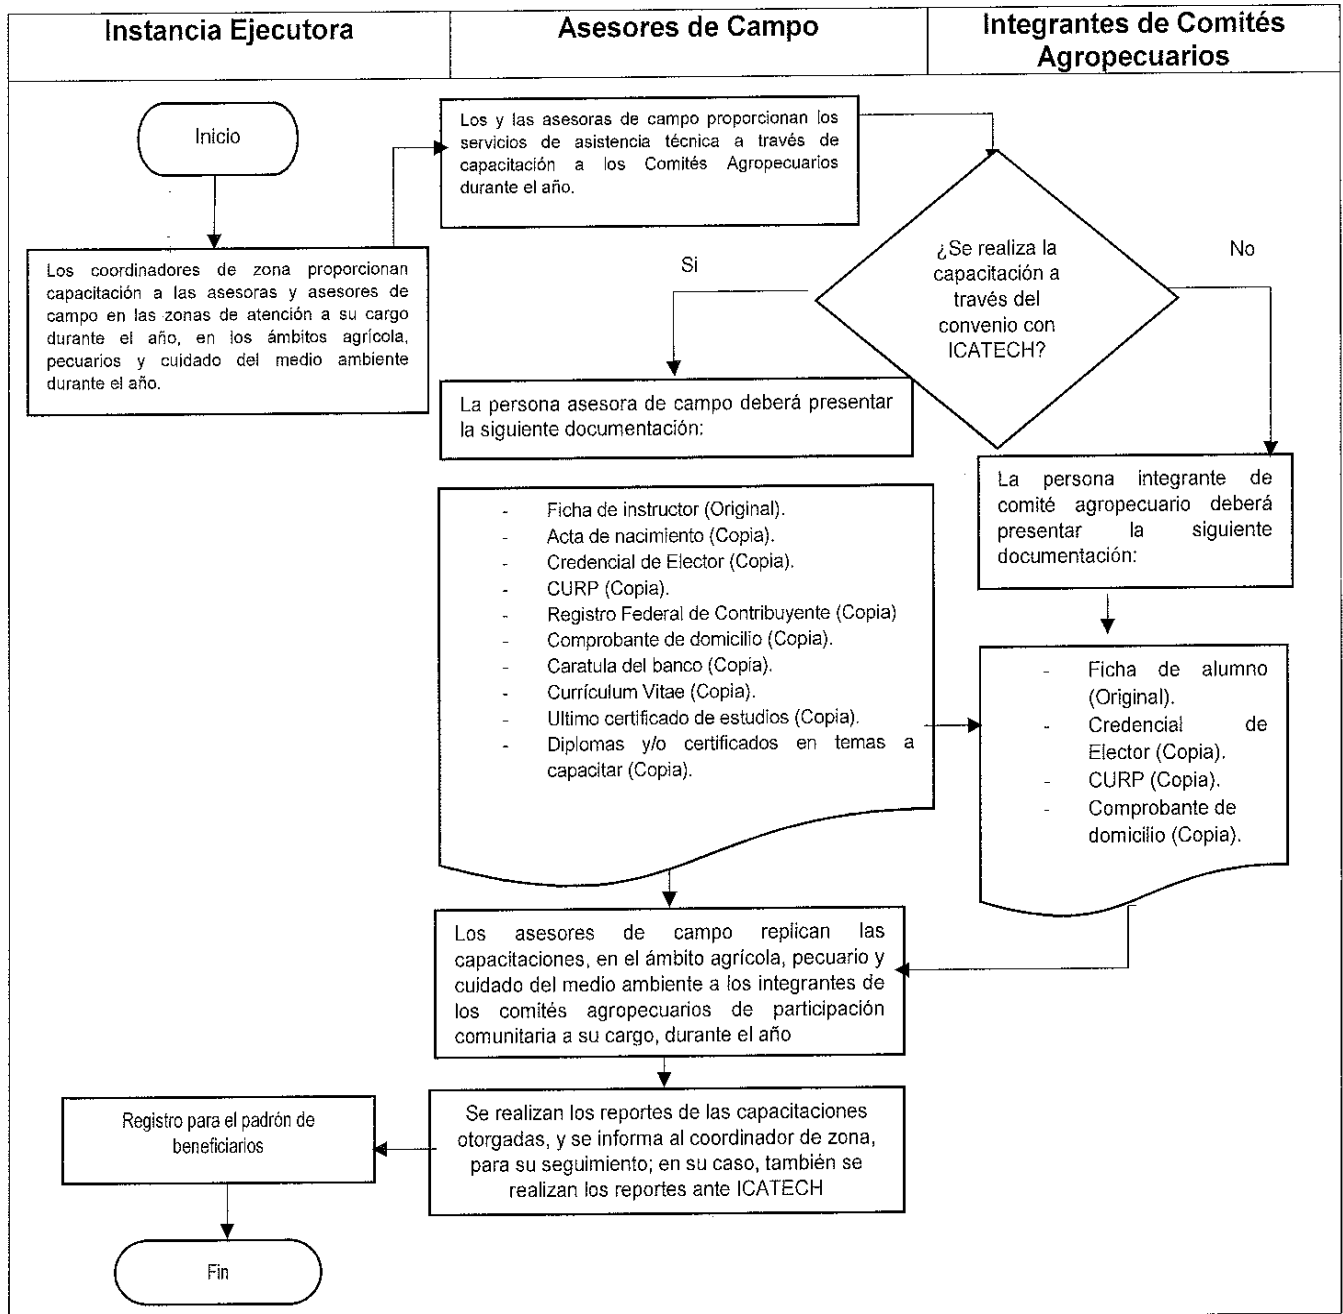 Instancia Ejecutora
Asesores de Campo
Integrantes de Comités
Agropecuarios
Inicio
Los coordinadores de zona proporcionan
capacitación a las asesoras y asesores de
campo en las zonas de atención a su cargo
durante el año, en los ámbitos agrícola,
pecuarios y cuidado del medio ambiente
durante el año.
Los y las asesoras de campo proporcionan los
servicios de asistencia técnica a través de
capacitación a los Comités Agropecuarios
durante el año.
¿Se realiza la
capacitación a
través del
convenio con
ICATECH?
Si
No
La persona asesora de campo deberá presentar
la siguiente documentación:
- Ficha de instructor (Original).
- Acta de nacimiento (Copia).
- Credencial de Elector (Copia).
- CURP (Copia).
- Registro Federal de Contribuyente (Copia)
- Comprobante de domicilio (Copia).
- Caratula del banco (Copia).
- Currículum Vitae (Copia).
- Ultimo certificado de estudios (Copia).
- Diplomas y/o certificados en temas a
capacitar (Copia).
La persona integrante de
comité agropecuario deberá
presentar la siguiente
documentación:
- Ficha de alumno
(Original).
- Credencial de
Elector (Copia).
- CURP (Copia).
- Comprobante de
domicilio (Copia).
Los asesores de campo replican las
capacitaciones, en el ámbito agrícola, pecuario y
cuidado del medio ambiente a los integrantes de
los comités agropecuarios de participación
comunitaria a su cargo, durante el año
Se realizan los reportes de las capacitaciones
otorgadas, y se informa al coordinador de zona,
para su seguimiento; en su caso, también se
realizan los reportes ante ICATECH
Registro para el padrón de
beneficiarios
Fin